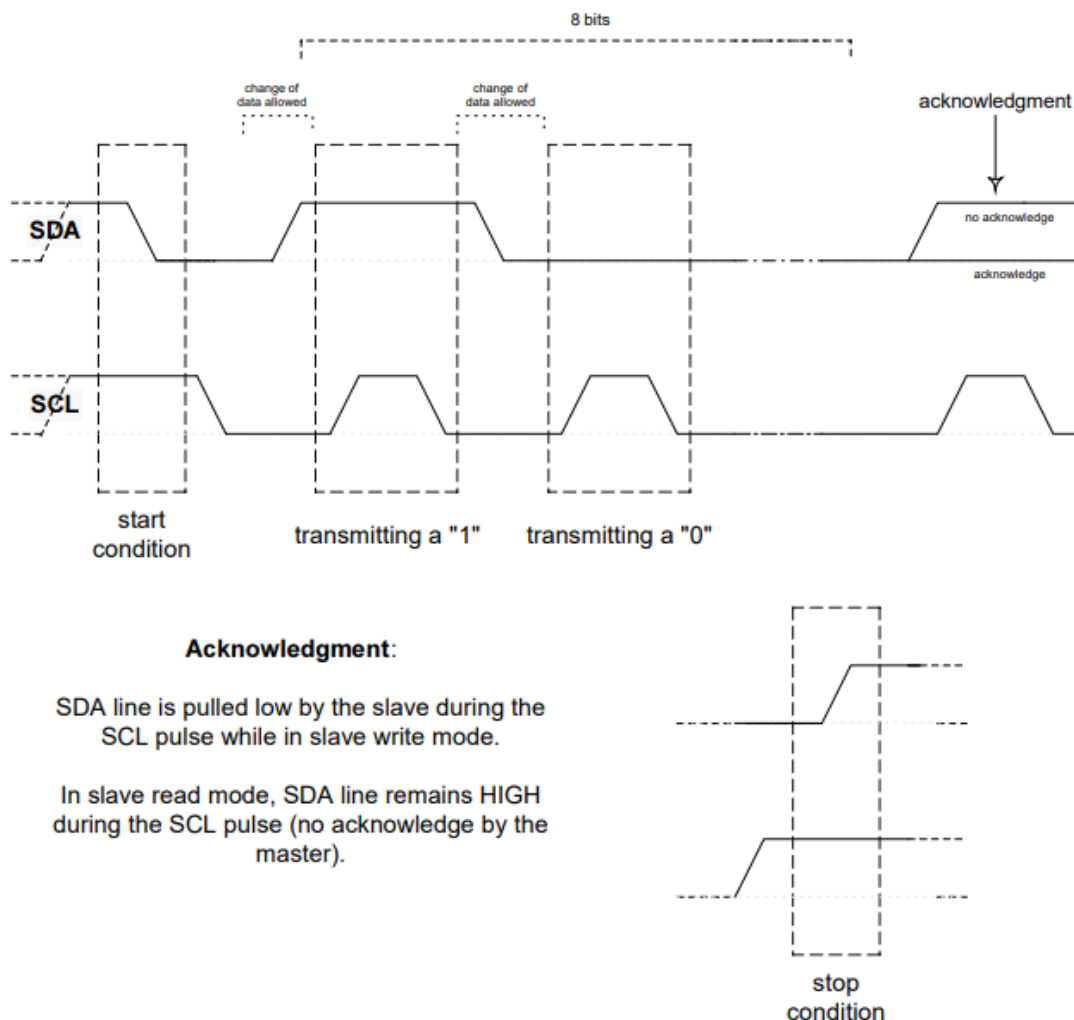 8 bits
change of
data allowed
change of
data allowed
acknowledgment
SDA
no acknowledge
acknowledge
SCL
start
condition
transmitting a "1"
transmitting a "0"
Acknowledgment:
SDA line is pulled low by the slave during the
SCL pulse while in slave write mode.
In slave read mode, SDA line remains HIGH
during the SCL pulse (no acknowledge by the
master).
stop
condition